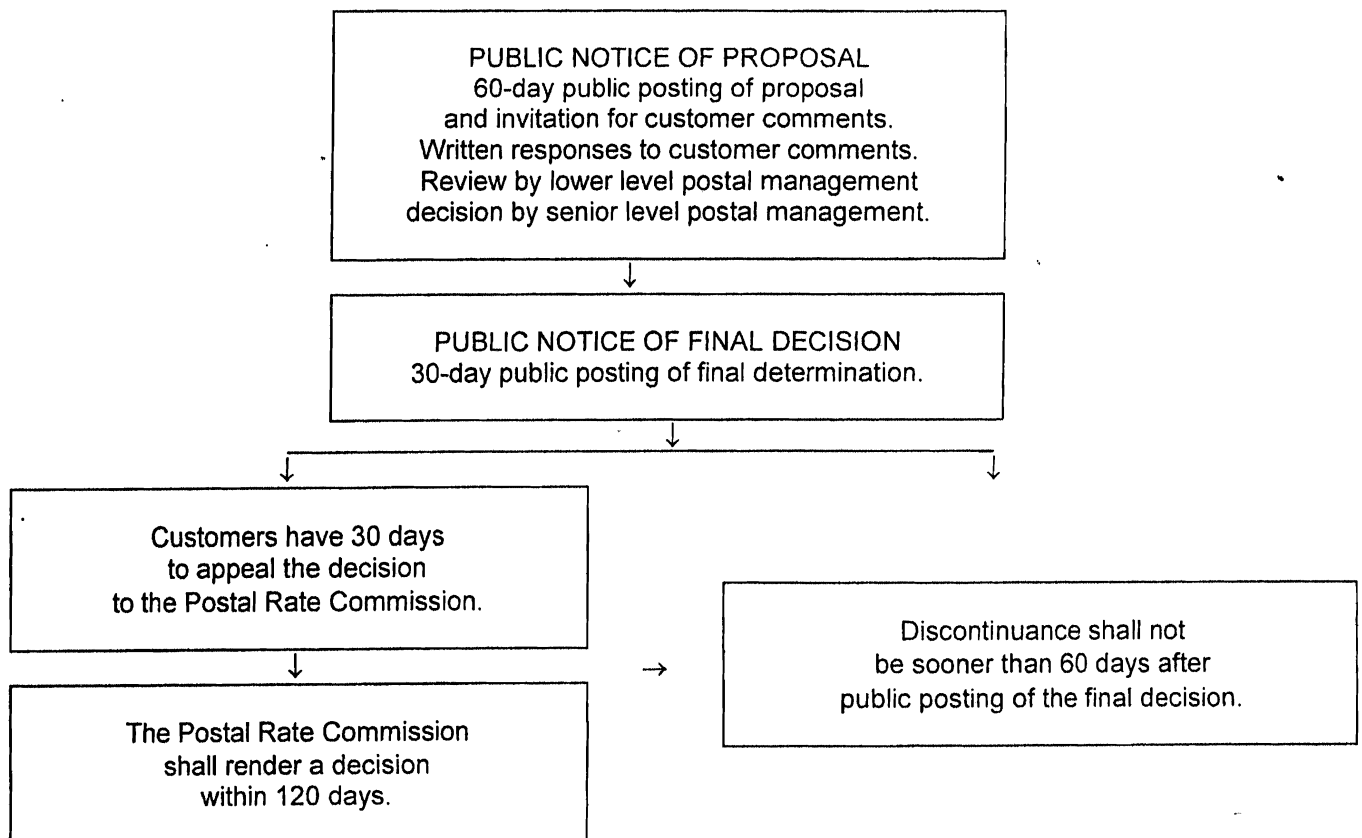 PUBLIC NOTICE OF PROPOSAL
60-day public posting of proposal
and invitation for customer comments.
Written responses to customer comments.
Review by lower level postal management
decision by senior level postal management.
PUBLIC NOTICE OF FINAL DECISION
30-day public posting of final determination.
Customers have 30 days
to appeal the decision
to the Postal Rate Commission.
The Postal Rate Commission
shall render a decision
within 120 days.
Discontinuance shall not
be sooner than 60 days after
public posting of the final decision.